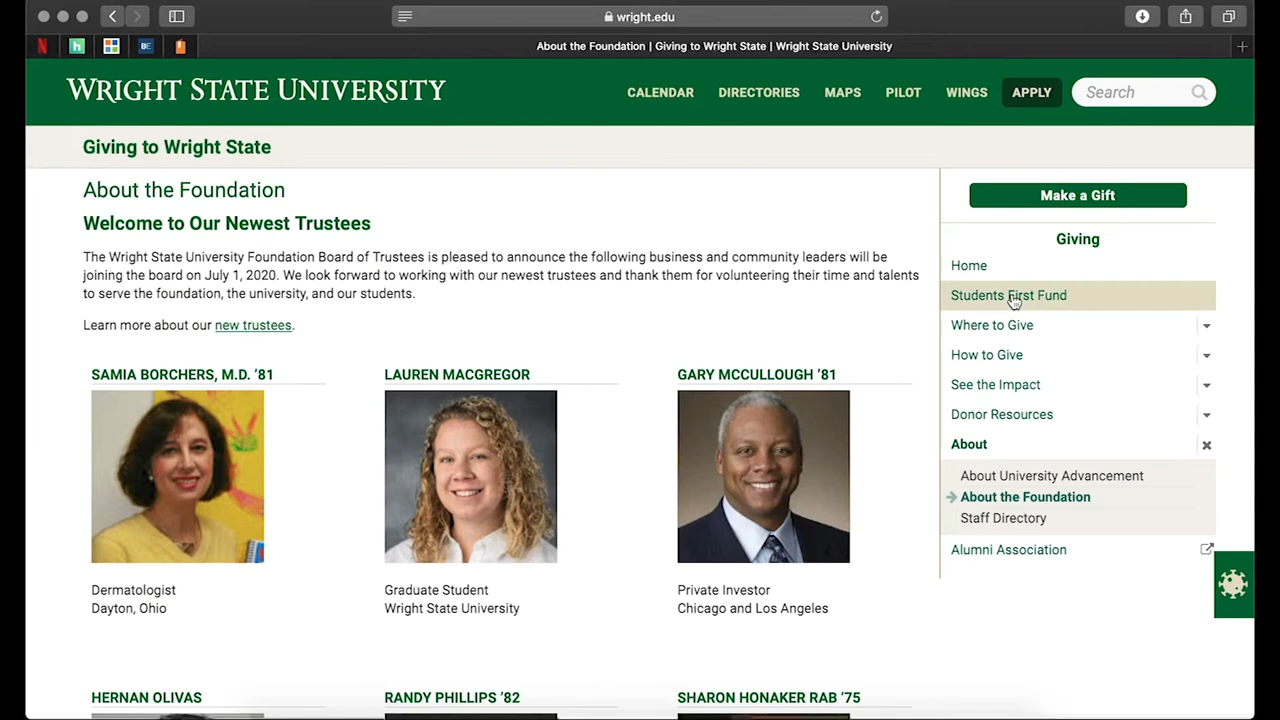 wright.edu
About the Foundation | Giving to Wright State | Wright State University
WRIGHT STATE UNIVERSITY
CALENDAR DIRECTORIES MAPS PILOT WINGS APPLY Search
Giving to Wright State
About the Foundation
Welcome to Our Newest Trustees
The Wright State University Foundation Board of Trustees is pleased to announce the following business and community leaders will be
joining the board on July 1, 2020. We look forward to working with our newest trustees and thank them for volunteering their time and talents
to serve the foundation, the university, and our students.
Learn more about our new trustees.
SAMIA BORCHERS, M.D. ’81
Dermatologist
Dayton, Ohio
LAUREN MACGREGOR
Graduate Student
Wright State University
GARY MCCULLOUGH ’81
Private Investor
Chicago and Los Angeles
HERNAN OLIVAS
RANDY PHILLIPS ’82
SHARON HONAKER RAB ’75
Make a Gift
Giving
Home
Students First Fund
Where to Give
How to Give
See the Impact
Donor Resources
About
About University Advancement
About the Foundation
Staff Directory
Alumni Association